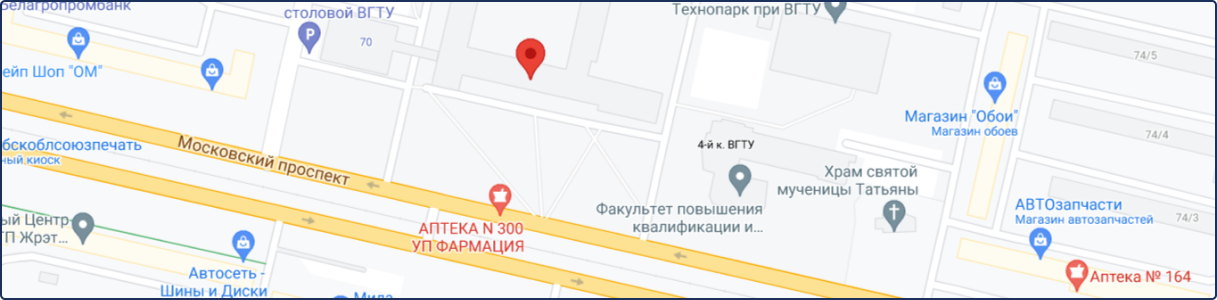 Белагропромбанк
столовой ВГТУ
P
70
Технопарк при ВГТУ
74/5
ейп Шоп "ОМ"
Магазин "Обои"
Магазин обоев
74/4
бскоблсоюзпечать
ный киоск
Московский проспект
4-й к. ВГТУ
Храм святой
мученицы Татьяны
Факультет повышения
квалификации и...
АВТОзапчасти
Магазин автозапчастей
74/3
ый Центр-
ТП Жрэт...
АПТЕКА N 300
УП ФАРМАЦИЯ
Автосеть -
Шины и Диски
Аптека № 164